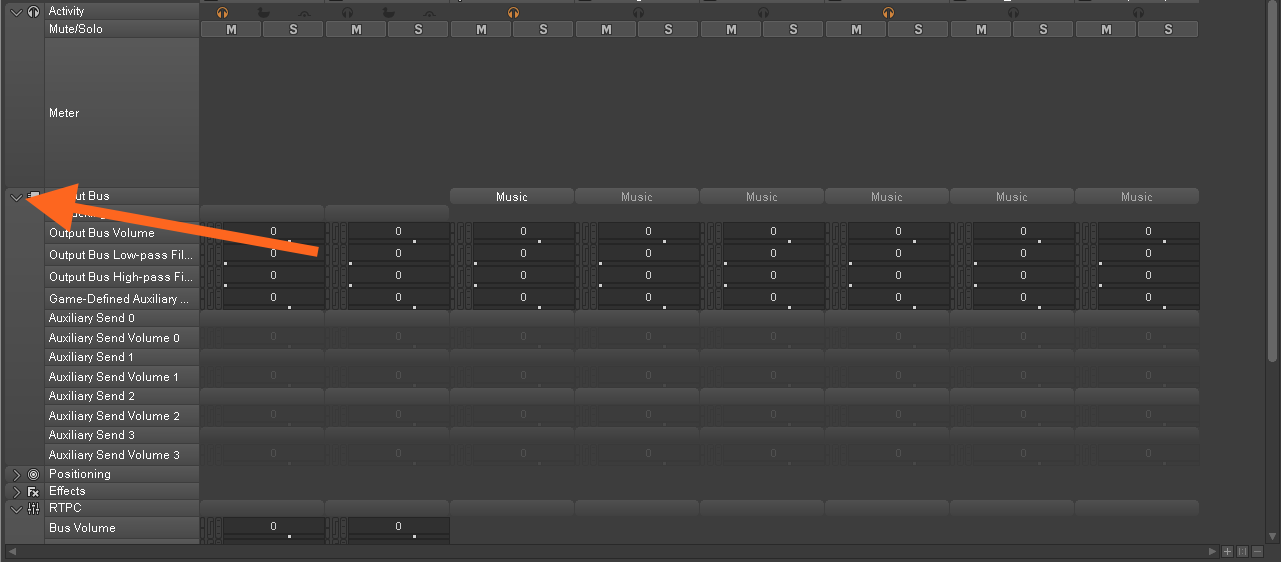 Activity
Mute/Solo M S M S M S M S M S M S M S M S
Meter
ut Bus Music Music Music Music Music Music
Output Bus Volume 0 0 0 0 0 0 0 0
Output Bus Low-pass Fil... 0 0 0 0 0 0 0 0
Output Bus High-pass Fi... 0 0 0 0 0 0 0 0
Game-Defined Auxiliary ... 0 0 0 0 0 0 0 0
Auxiliary Send 0
Auxiliary Send Volume 0 0 0 0 0 0 0 0 0
Auxiliary Send 1
Auxiliary Send Volume 1 0 0 0 0 0 0 0 0
Auxiliary Send 2
Auxiliary Send Volume 2 0 0 0 0 0 0 0 0
Auxiliary Send 3
Auxiliary Send Volume 3 0 0 0 0 0 0 0 0
Positioning
Fx Effects
RTPC
Bus Volume 0 0